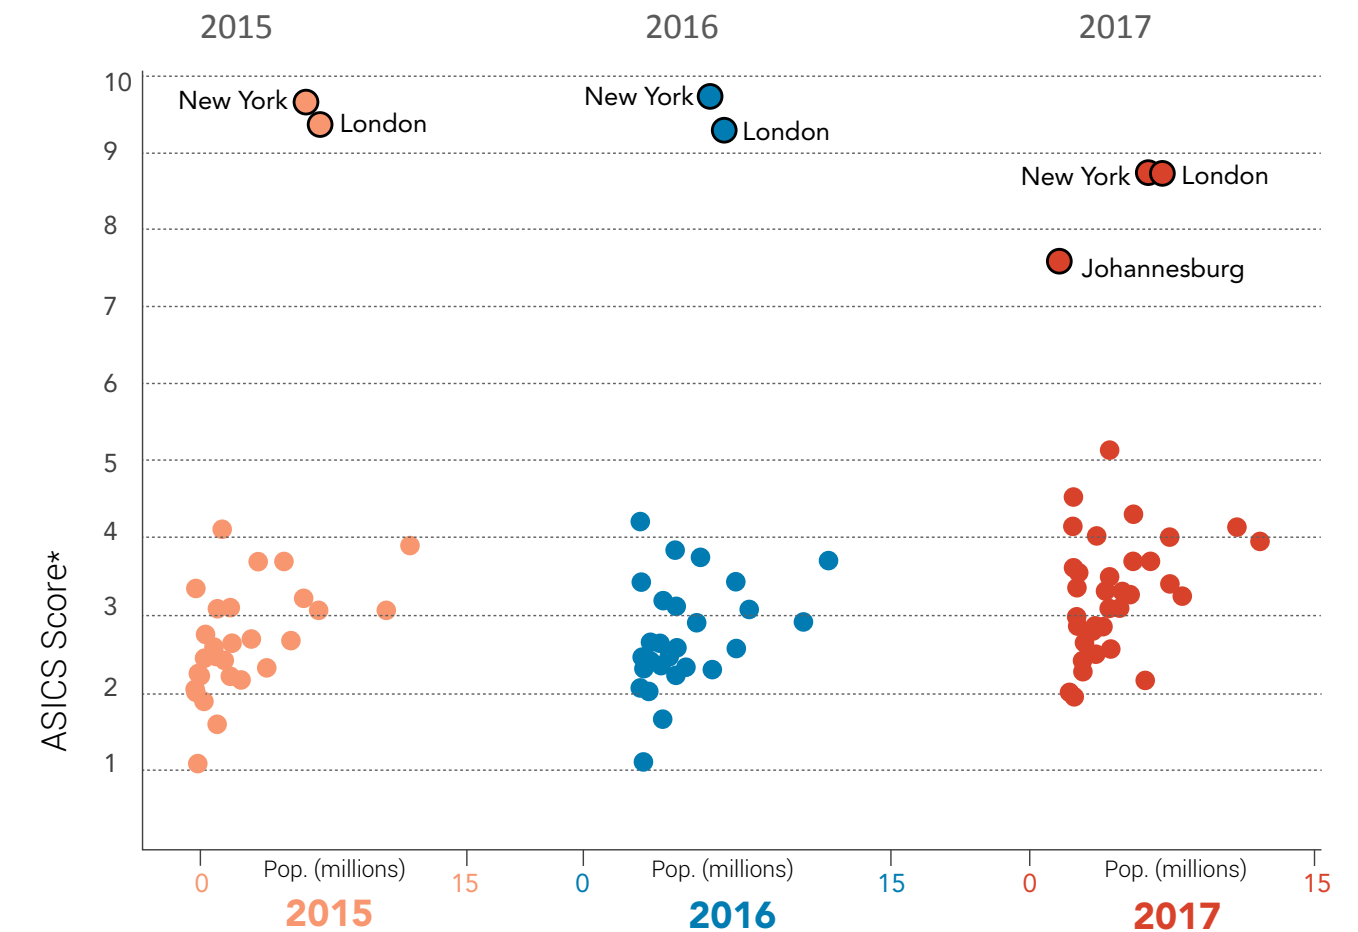 2015 2016 2017
10
New York
London
New York
London
9
New York
London
8
Johannesburg
7
6
5
4
3
2
1
ASICS Score*
Pop. (millions) Pop. (millions) Pop. (millions)
0 15 0 15 0 15
2015 2016 2017